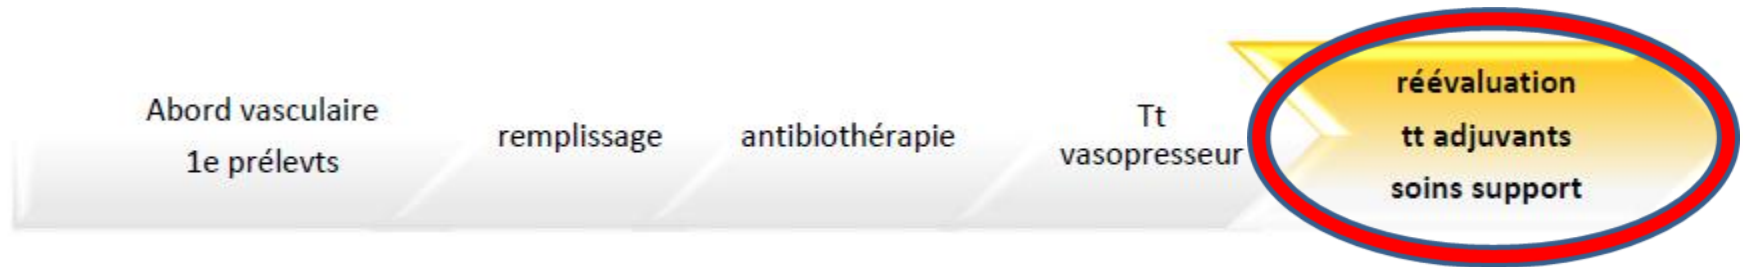 Abord vasculaire
1e prélevts
remplissage
antibiothérapie
Tt
vasopresseur
réévaluation
tt adjuvants
soins support